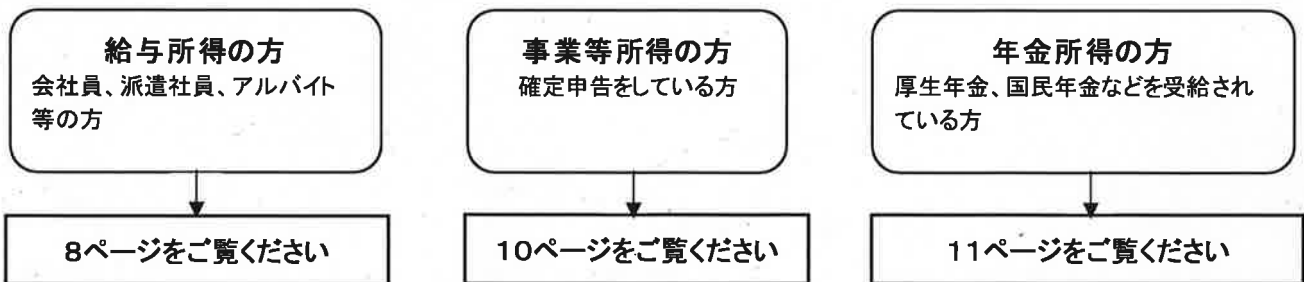 給与所得の方
会社員、派遣社員、アルバイト
等の方
8ページをご覧ください
事業等所得の方
確定申告をしている方
10ページをご覧ください
年金所得の方
厚生年金、国民年金などを受給され
ている方
11ページをご覧ください